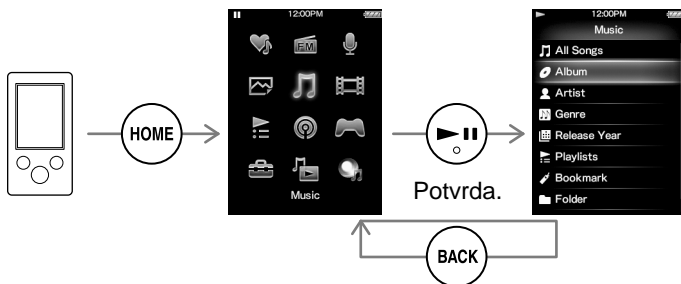 HOME
12:00PM
FM
Music
Potvrda.
BACK
12:00PM
Music
All Songs
Album
Artist
Genre
Release Year
Playlists
Bookmark
Folder